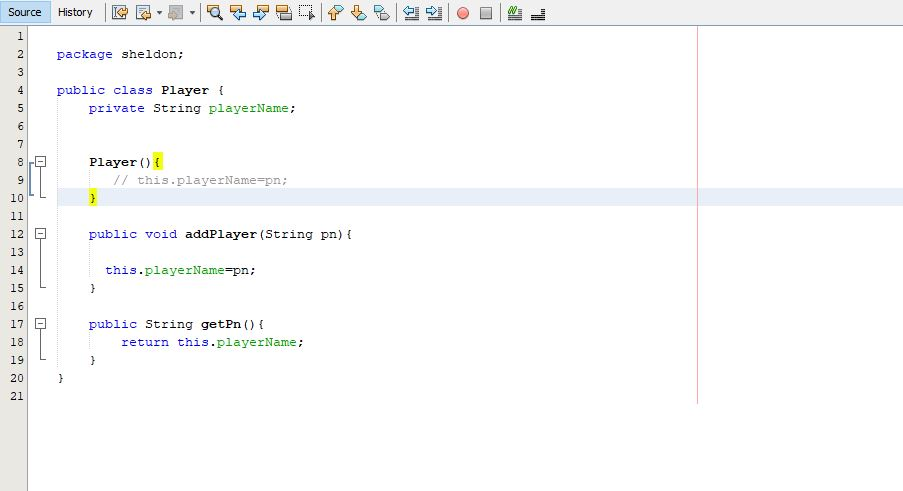 Source History
1
2 package sheldon;
3
4 public class Player {
5 private String playerName;
6
7
8 Player(){
9 // this.playerName=pn;
10 }
11
12 public void addPlayer(String pn){
13
14 this.playerName=pn;
15 }
16
17 public String getPn(){
18 return this.playerName;
19 }
20 }
21